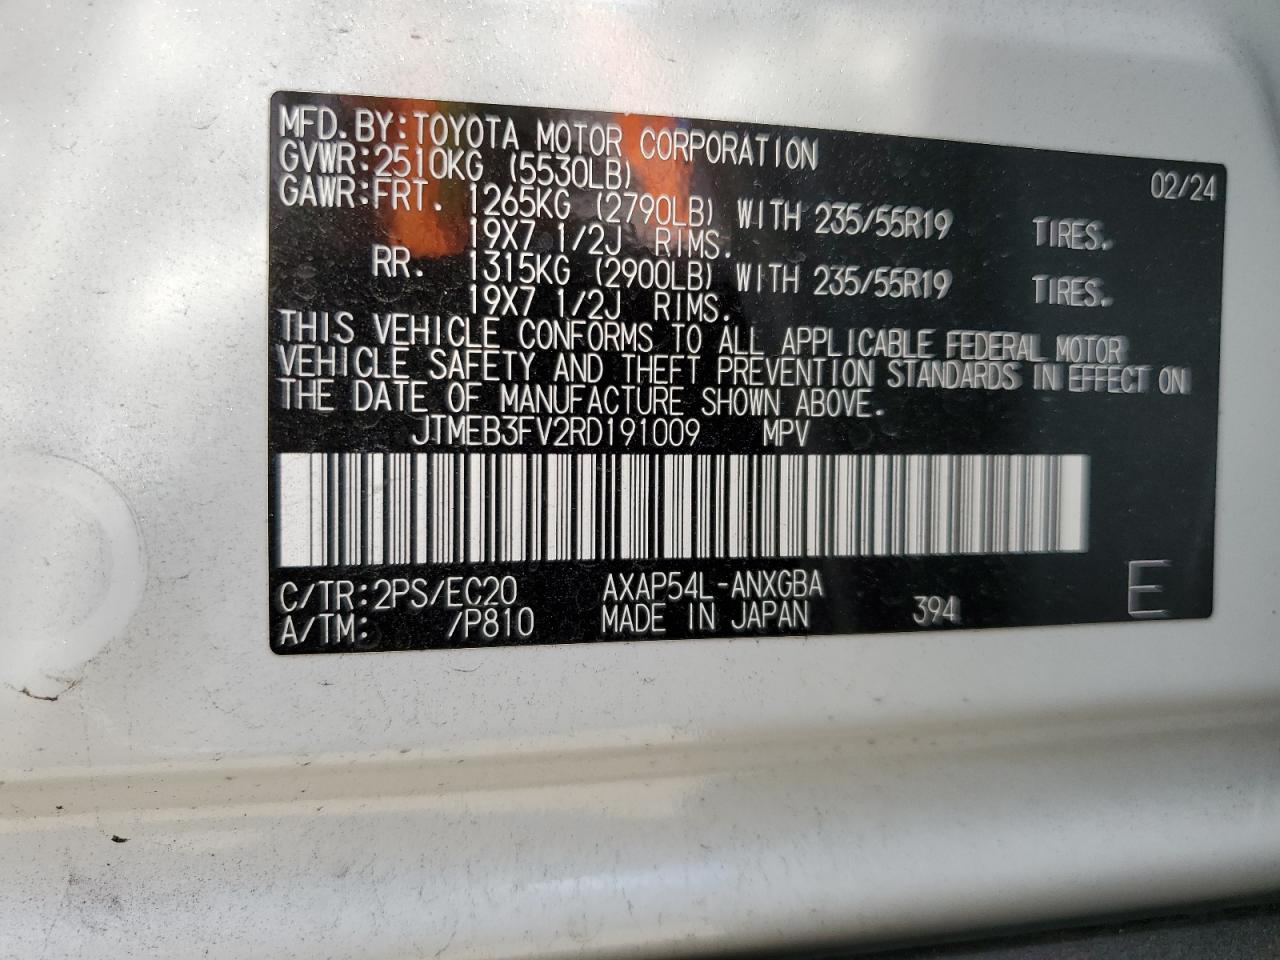 MFD. BY: TOYOTA MOTOR CORPORATION 02/24
GVWR: 2510KG (5530LB)
GAWR: FRT. 1265KG (2790LB) WITH 235/55R19 TIRES.
19X7 1/2J RIMS.
RR. 1315KG (2900LB) WITH 235/55R19 TIRES.
19X7 1/2J RIMS.
THIS VEHICLE CONFORMS TO ALL APPLICABLE FEDERAL MOTOR
VEHICLE SAFETY AND THEFT PREVENTION STANDARDS IN EFFECT ON
THE DATE OF MANUFACTURE SHOWN ABOVE.
JTMEB3FV2RD191009 MPV
C/TR: 2PS/EC20 AXAP54L-ANXGBA E
A/TM: /P810 MADE IN JAPAN 394